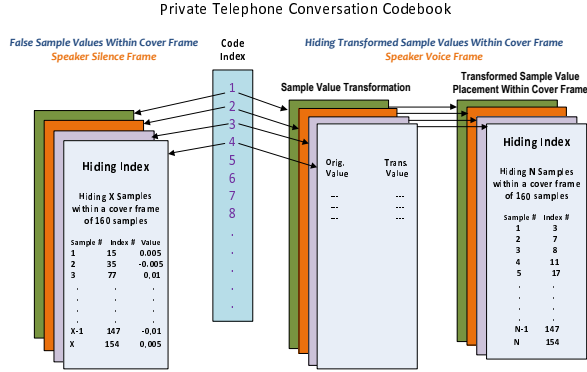 Private Telephone Conversation Codebook
False Sample Values Within Cover Frame
Speaker Silence Frame
Code
Index
Hiding Transformed Sample Values Within Cover Frame
Speaker Voice Frame
Sample Value Transformation
Transformed Sample Value
Placement Within Cover Frame
1
2
3
4
5
6
7
8
.
.
.
.
.
Hiding Index
Hiding X Samples
within a cover frame
of 160 samples
Sample # Index # Value
1 15 0.005
2 35 -0.005
3 77 0,01
. . .
. . .
. . .
X-1 147 -0,01
X 154 0,005
Orig. Trans
Value Value
--- ---
--- ---
--- ---
Hiding Index
Hiding N Samples
within a cover frame
of 160 samples
Sample # Index #
1 3
2 7
3 8
4 11
5 17
. .
. .
. .
. .
N-1 147
N 154